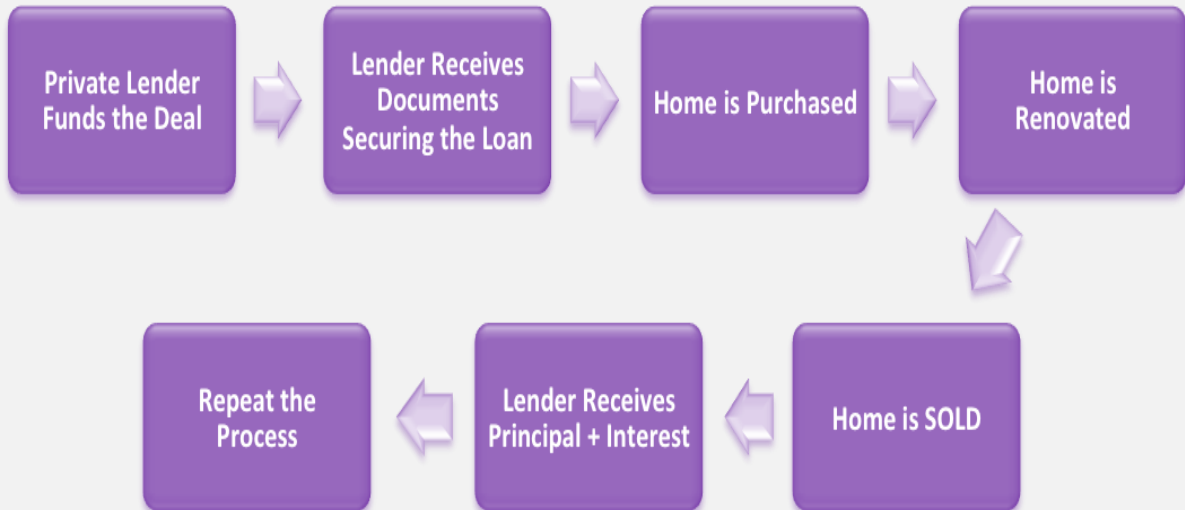 Private Lender
Funds the Deal
Lender Receives
Documents
Securing the Loan
Home is Purchased
Home is
Renovated
Home is SOLD
Lender Receives
Principal + Interest
Repeat the
Process